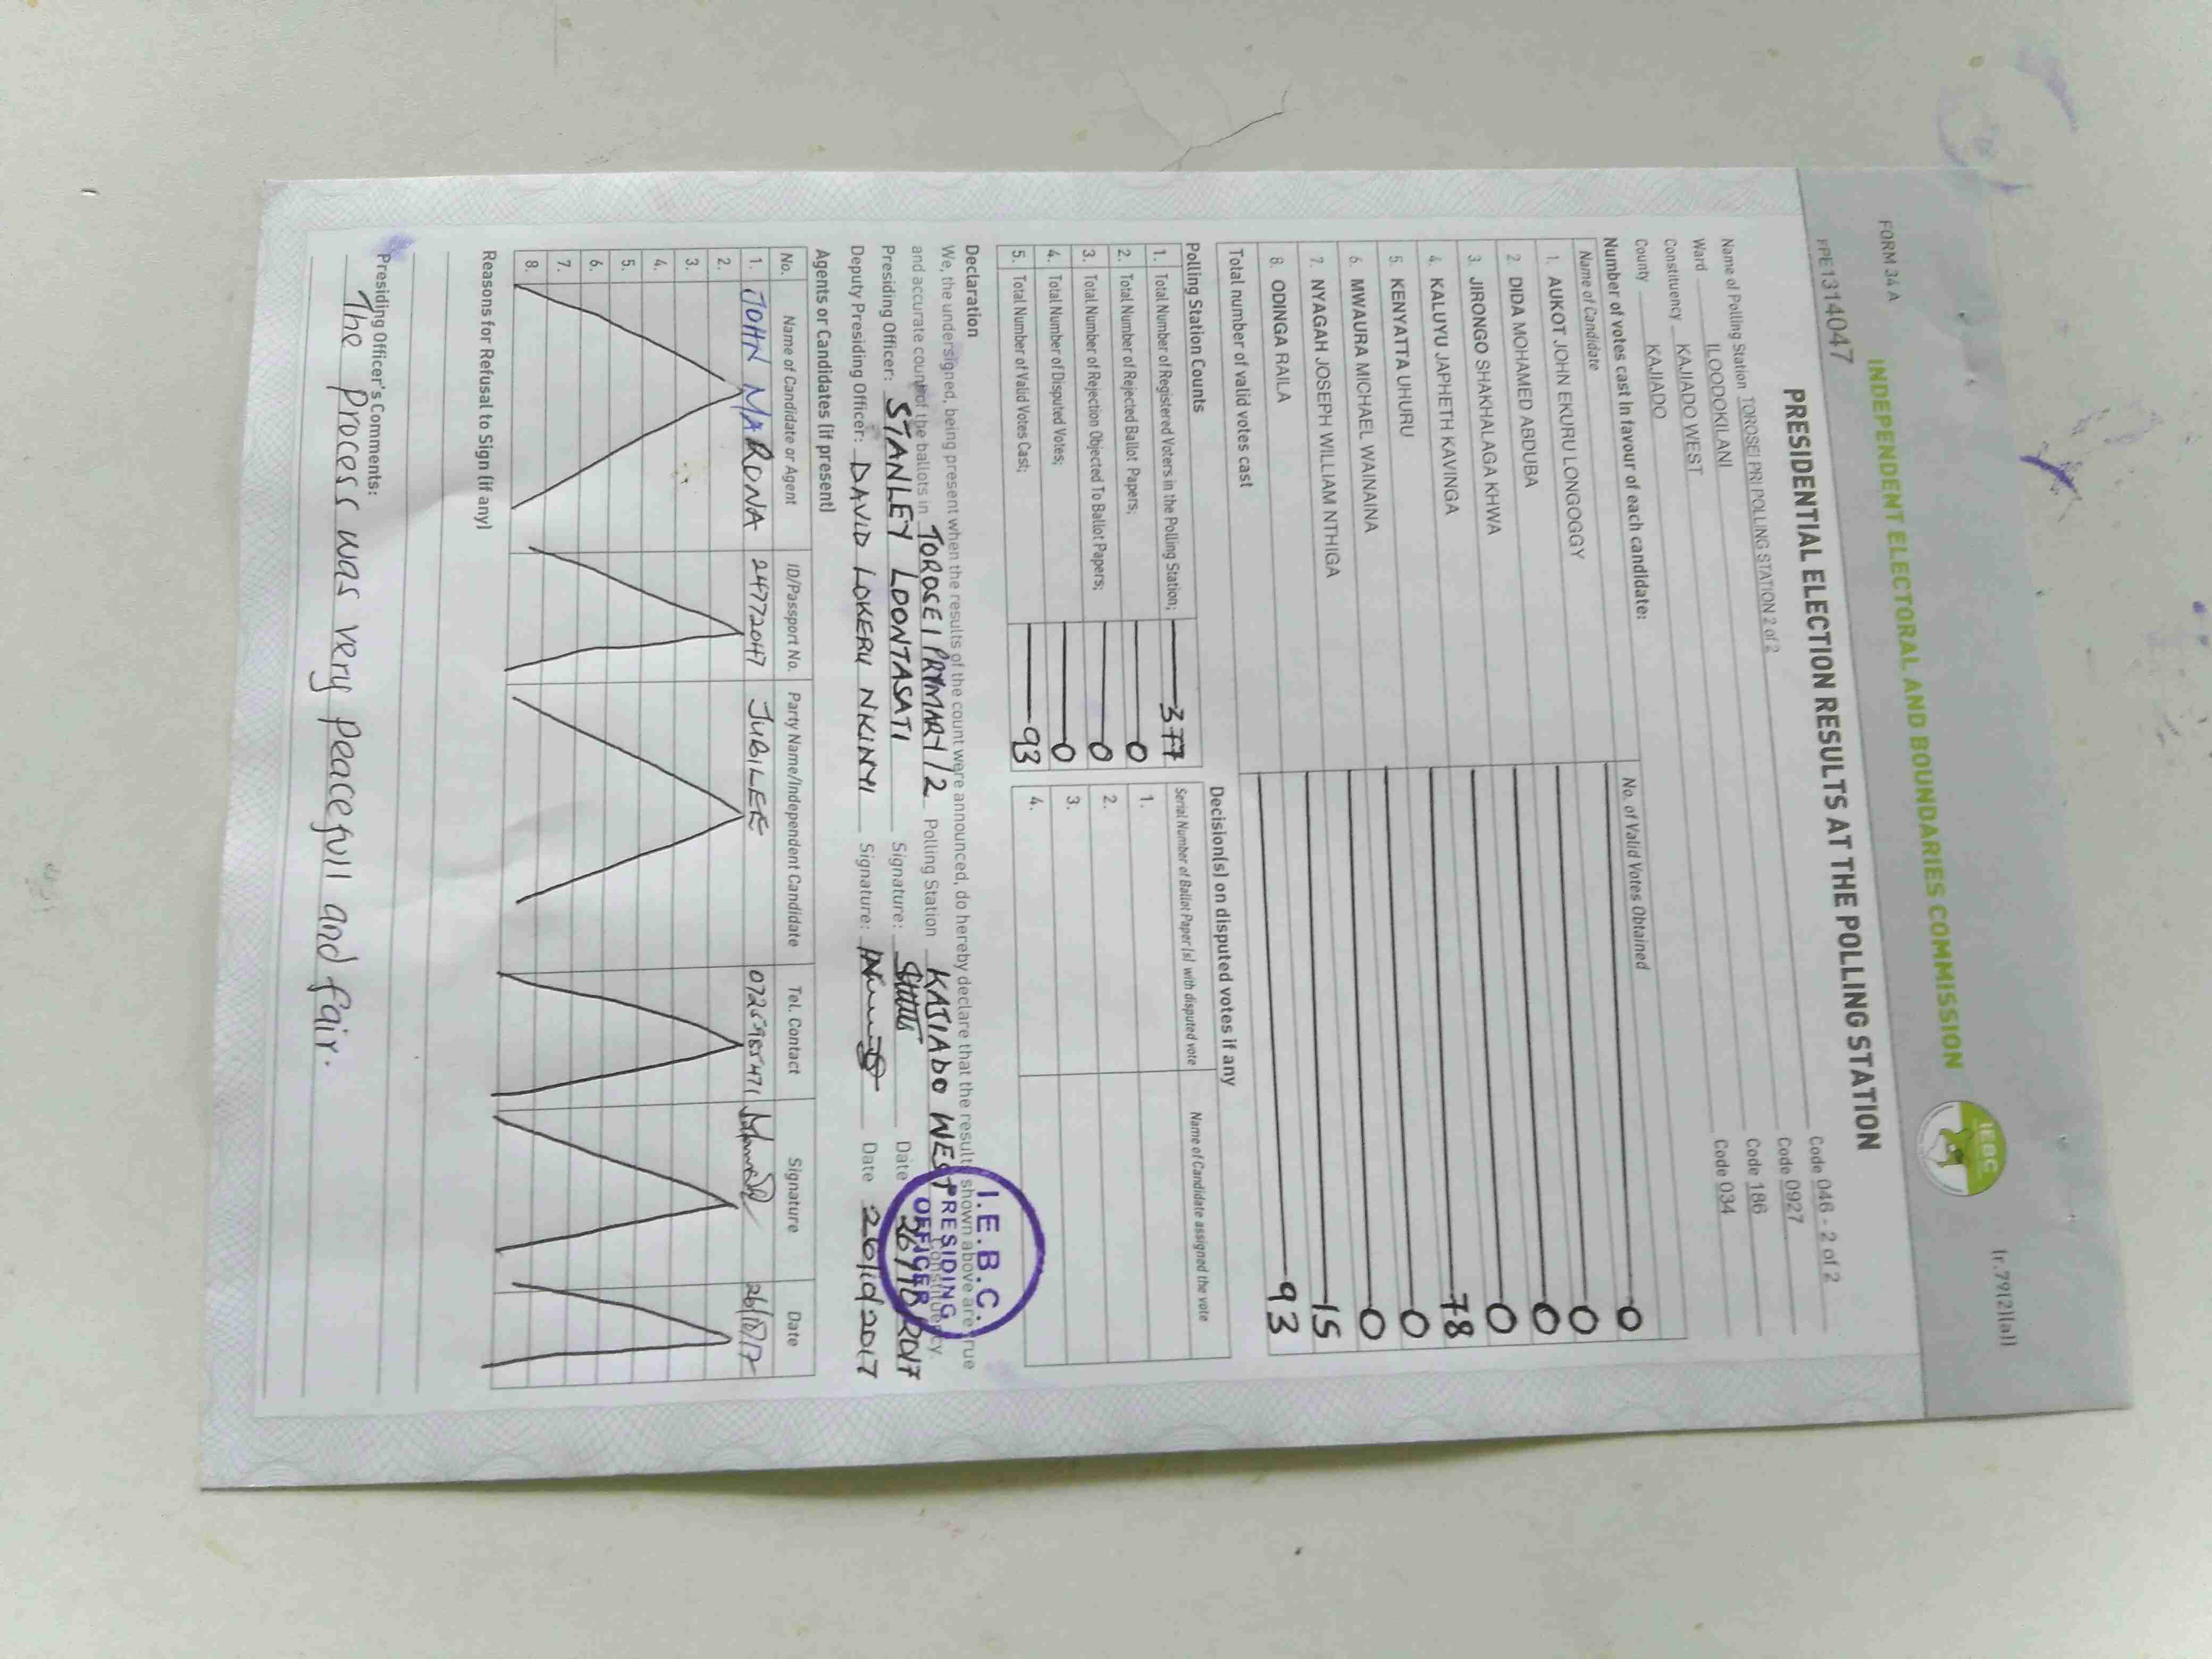 FORM 34 A
Ir.79(2)(a)]
INDEPENDENT ELECTORAL AND BOUNDARIES COMMISSION
IEBC
PPE1314047
PRESIDENTIAL ELECTION RESULTS AT THE POLLING STATION
Name of Polling Station TOROSEI PRI POLLING STATION 2 of 2 Code 046 - 2 of 2
Ward ILOODOKILANI Code 0927
Constituency KAJIADO WEST Code 186
County KAJIADO Code 034
Number of votes cast in favour of each candidate:
Name of Candidate No. of Valid Votes Obtained
1. AUKOT JOHN EKURU LONGOGGY 0
2 DIDA MOHAMED ABDUBA 0
3. JIRONGO SHAKHALAGA KHWA 0
4. KALUYU JAPHETH KAVINGA 0
5. KENYATTA UHURU 78
6. MWAURA MICHAEL WAINAINA 0
7. NYAGAH JOSEPH WILLIAM NTHIGA 0
8. ODINGA RAILA 15
Total number of valid votes cast 93
Polling Station Counts
1. Total Number of Registered Voters in the Polling Station; 377
2. Total Number of Rejected Ballot Papers; 0
3. Total Number of Rejection Objected To Ballot Papers; 0
4. Total Number of Disputed Votes; 0
5. Total Number of Valid Votes Cast; 93
Decision(s) on disputed votes if any
Serial Number of Ballot Paper(s) with disputed vote Name of Candidate assigned the vote
1.
2.
3.
4.
Declaration
We, the undersigned, being present when the results of the count were announced, do hereby declare that the results shown above are true
and accurate count of the ballots in TOROSEI PRYMARY/2 Polling Station KAJIADO WEST Constituency.
Presiding Officer: STANLEY LOONTASATI Signature: Date 26/10/2017
Deputy Presiding Officer: DAVID LOKERU NKINYI Signature: Date 26/10/2017
I.E.B.C.
PRESIDING
OFFICER
Agents or Candidates (if present)
No. Name of Candidate or Agent ID/Passport No. Party Name/Independent Candidate Tel. Contact Signature Date
1. JOHN MARONA 24772047 JUBILEE 0725985471 26/10/17
2.
3.
4.
5.
6.
7.
8.
Reasons for Refusal to Sign (if any)
Presiding Officer's Comments:
The Process was very peacefull and fair.